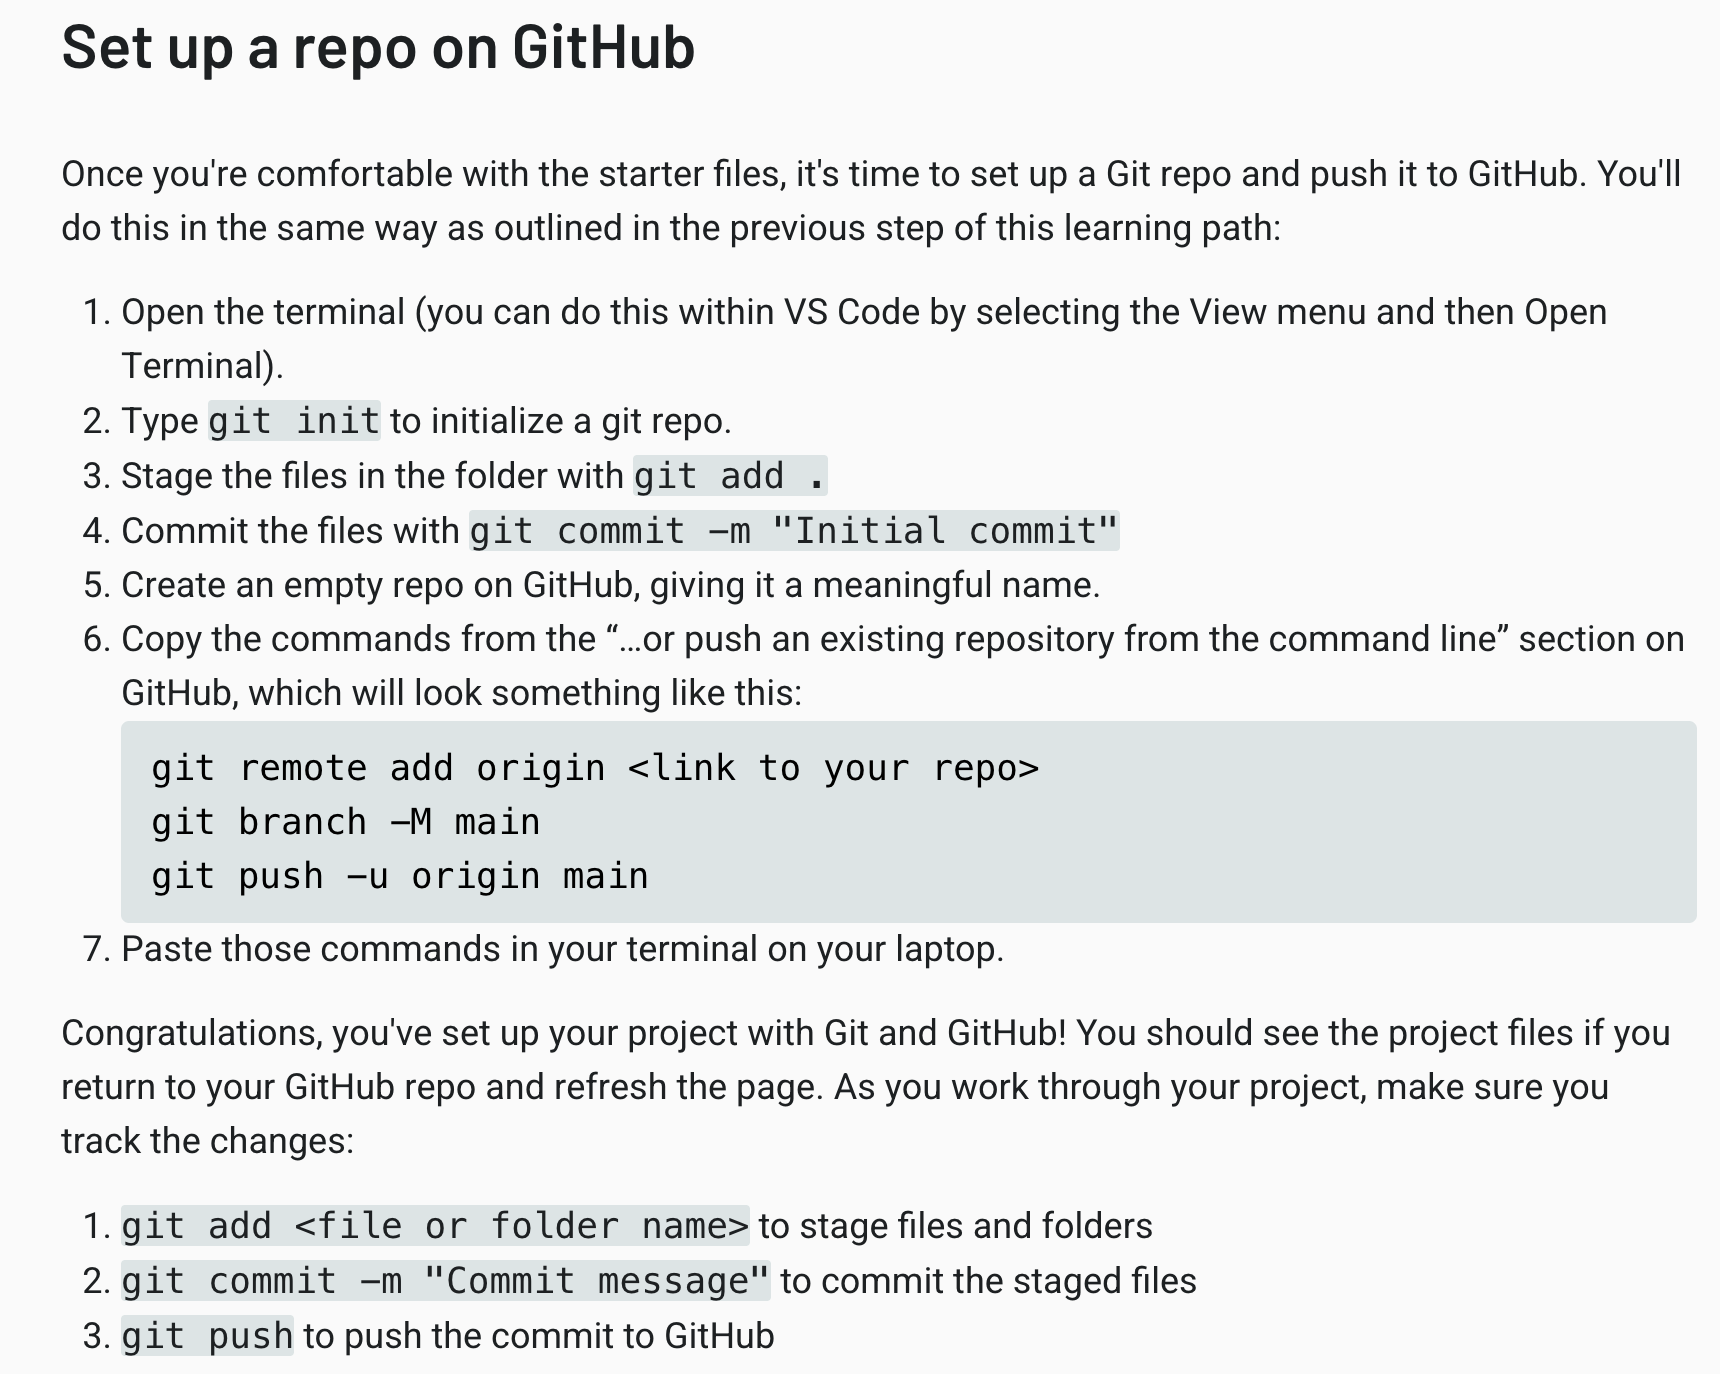 Set up a repo on GitHub
Once you're comfortable with the starter files, it's time to set up a Git repo and push it to GitHub. You'll
do this in the same way as outlined in the previous step of this learning path:
1. Open the terminal (you can do this within VS Code by selecting the View menu and then Open
Terminal).
2. Type git init to initialize a git repo.
3. Stage the files in the folder with git add .
4. Commit the files with git commit -m "Initial commit"
5. Create an empty repo on GitHub, giving it a meaningful name.
6. Copy the commands from the “…or push an existing repository from the command line” section on
GitHub, which will look something like this:
git remote add origin <link to your repo>
git branch -M main
git push -u origin main
7. Paste those commands in your terminal on your laptop.
Congratulations, you've set up your project with Git and GitHub! You should see the project files if you
return to your GitHub repo and refresh the page. As you work through your project, make sure you
track the changes:
1. git add <file or folder name> to stage files and folders
2. git commit -m "Commit message" to commit the staged files
3. git push to push the commit to GitHub